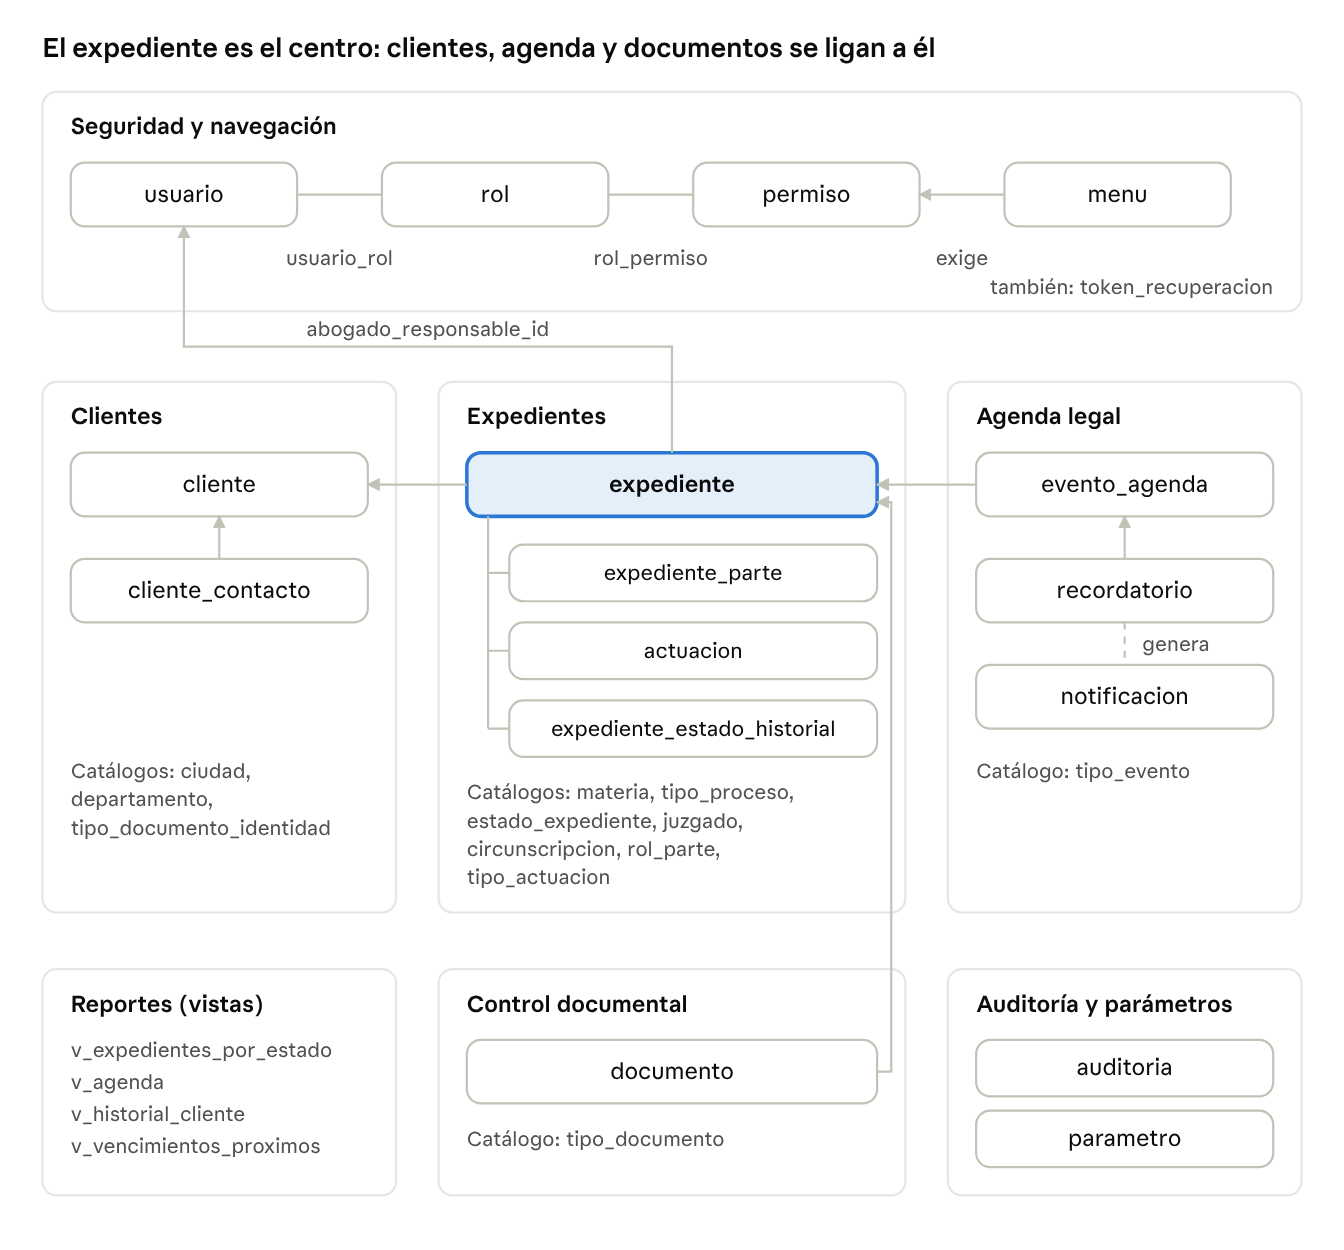 El expediente es el centro: clientes, agenda y documentos se ligan a él
Seguridad y navegación
usuario
rol
permiso
menu
usuario_rol
rol_permiso
exige
también: token_recuperacion
abogado_responsable_id
Clientes
cliente
cliente_contacto
Catálogos: ciudad,
departamento,
tipo_documento_identidad
Expedientes
expediente
expediente_parte
actuacion
expediente_estado_historial
Catálogos: materia, tipo_proceso,
estado_expediente, juzgado,
circunscripcion, rol_parte,
tipo_actuacion
Agenda legal
evento_agenda
recordatorio
genera
notificacion
Catálogo: tipo_evento
Reportes (vistas)
v_expedientes_por_estado
v_agenda
v_historial_cliente
v_vencimientos_proximos
Control documental
documento
Catálogo: tipo_documento
Auditoría y parámetros
auditoria
parametro